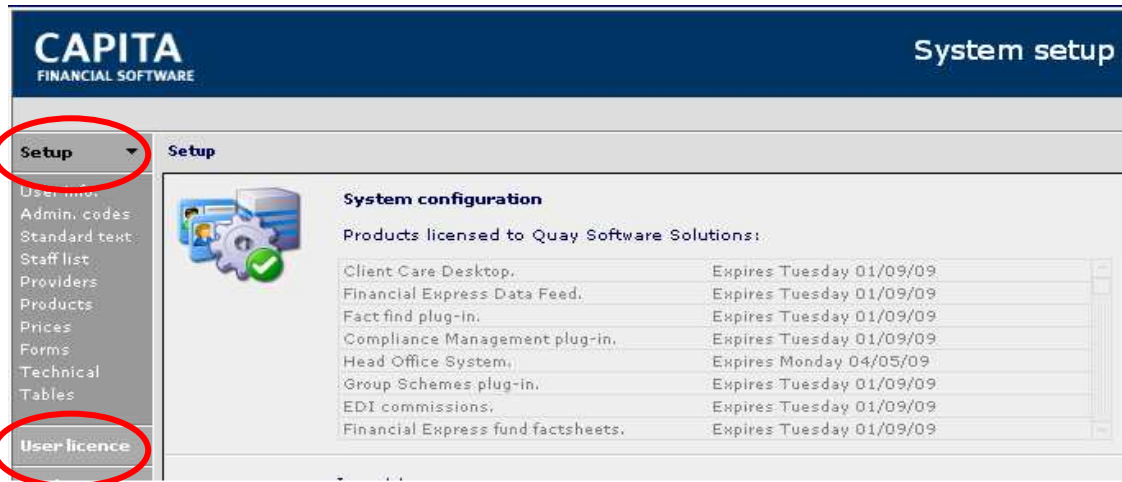 CAPITA
FINANCIAL SOFTWARE
System setup
Setup
Setup
User info.
Admin. codes
Standard text
Staff list
Providers
Products
Prices
Forms
Technical
Tables
User licence
System configuration
Products licensed to Quay Software Solutions:
Client Care Desktop. Expires Tuesday 01/09/09
Financial Express Data Feed. Expires Tuesday 01/09/09
Fact find plug-in. Expires Tuesday 01/09/09
Compliance Management plug-in. Expires Tuesday 01/09/09
Head Office System. Expires Monday 04/05/09
Group Schemes plug-in. Expires Tuesday 01/09/09
EDI commissions. Expires Tuesday 01/09/09
Financial Express fund factsheets. Expires Tuesday 01/09/09